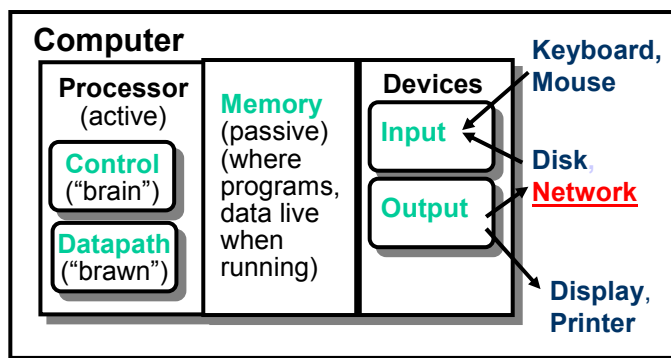 Computer
Processor
(active)
Control
(“brain”)
Datapath
(“brawn”)
Memory
(passive)
(where
programs,
data live
when
running)
Devices
Input
Output
Keyboard,
Mouse
Disk,
Network
Display,
Printer